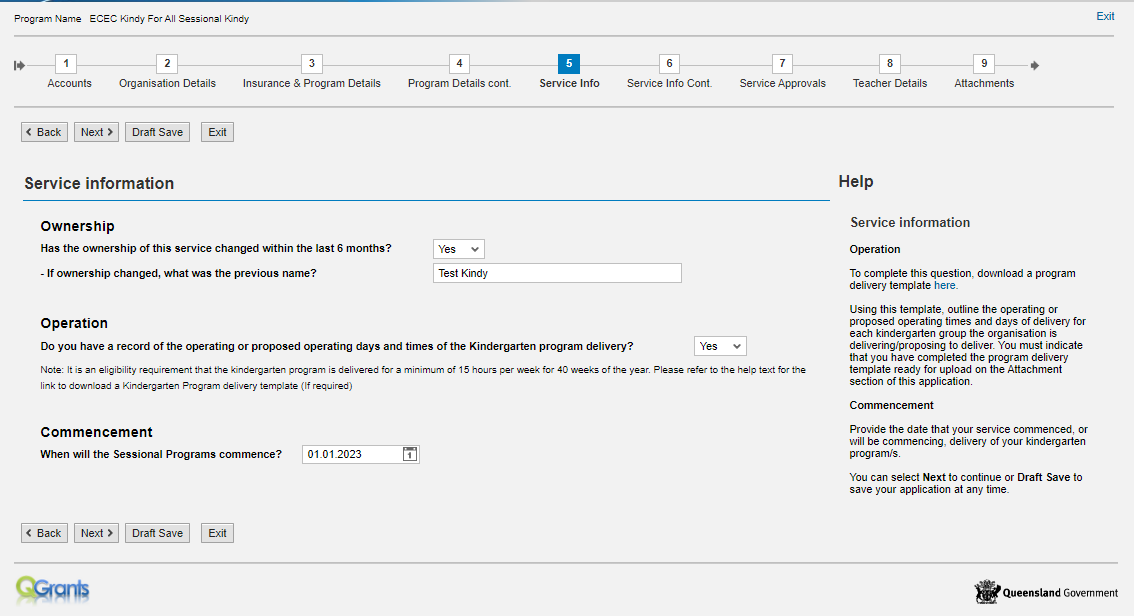 Program Name ECEC Kindy For All Sessional Kindy
Exit
1 2 3 4 5 6 7 8 9
Accounts Organisation Details Insurance & Program Details Program Details cont. Service Info Service Info Cont. Service Approvals Teacher Details Attachments
Back Next Draft Save Exit
Service information
Ownership
Has the ownership of this service changed within the last 6 months? Yes
- If ownership changed, what was the previous name? Test Kindy
Operation
Do you have a record of the operating or proposed operating days and times of the Kindergarten program delivery? Yes
Note: It is an eligibility requirement that the kindergarten program is delivered for a minimum of 15 hours per week for 40 weeks of the year. Please refer to the help text for the
link to download a Kindergarten Program delivery template (If required)
Commencement
When will the Sessional Programs commence? 01.01.2023 1
Help
Service information
Operation
To complete this question, download a program
delivery template here.
Using this template, outline the operating or
proposed operating times and days of delivery for
each kindergarten group the organisation is
delivering/proposing to deliver. You must indicate
that you have completed the program delivery
template ready for upload on the Attachment
section of this application.
Commencement
Provide the date that your service commenced, or
will be commencing, delivery of your kindergarten
program/s.
You can select Next to continue or Draft Save to
save your application at any time.
Back Next Draft Save Exit
QGrants
Queensland Government